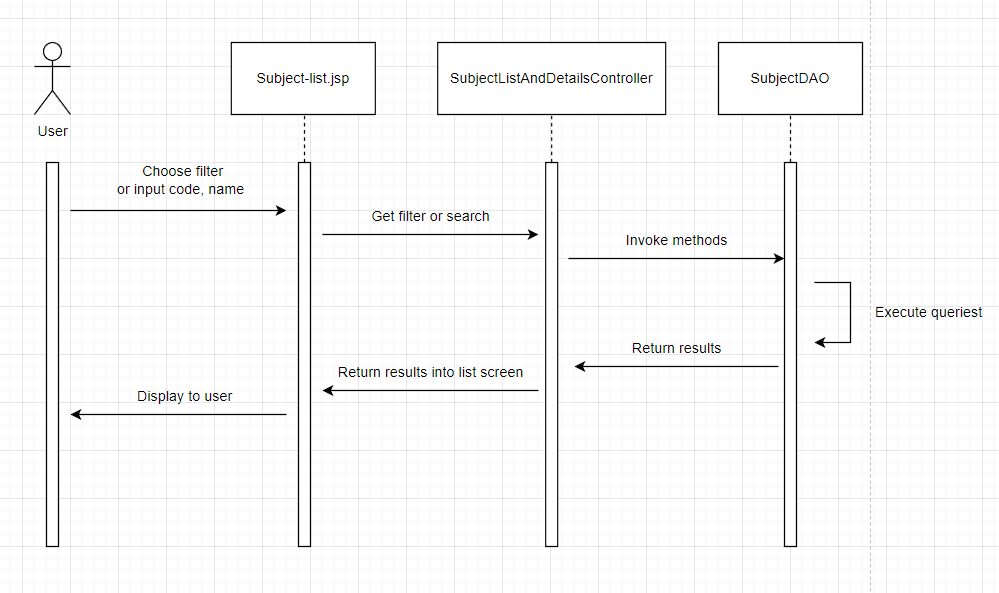 Subject-list.jsp
SubjectListAndDetailsController
SubjectDAO
User
Choose filter
or input code, name
Get filter or search
Invoke methods
Execute queriest
Return results
Return results into list screen
Display to user